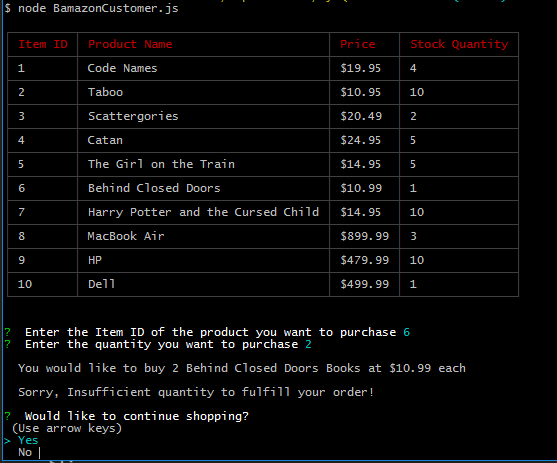 $ node BamazonCustomer.js
Item ID Product Name Price Stock Quantity
1 Code Names $19.95 4
2 Taboo $10.95 10
3 Scattergories $20.49 2
4 Catan $24.95 5
5 The Girl on the Train $14.95 5
6 Behind Closed Doors $10.99 1
7 Harry Potter and the Cursed Child $14.95 10
8 MacBook Air $899.99 3
9 HP $479.99 10
10 Dell $499.99 1
? Enter the Item ID of the product you want to purchase 6
? Enter the quantity you want to purchase 2
You would like to buy 2 Behind Closed Doors Books at $10.99 each
Sorry, Insufficient quantity to fulfill your order!
? Would like to continue shopping?
(Use arrow keys)
> Yes
No